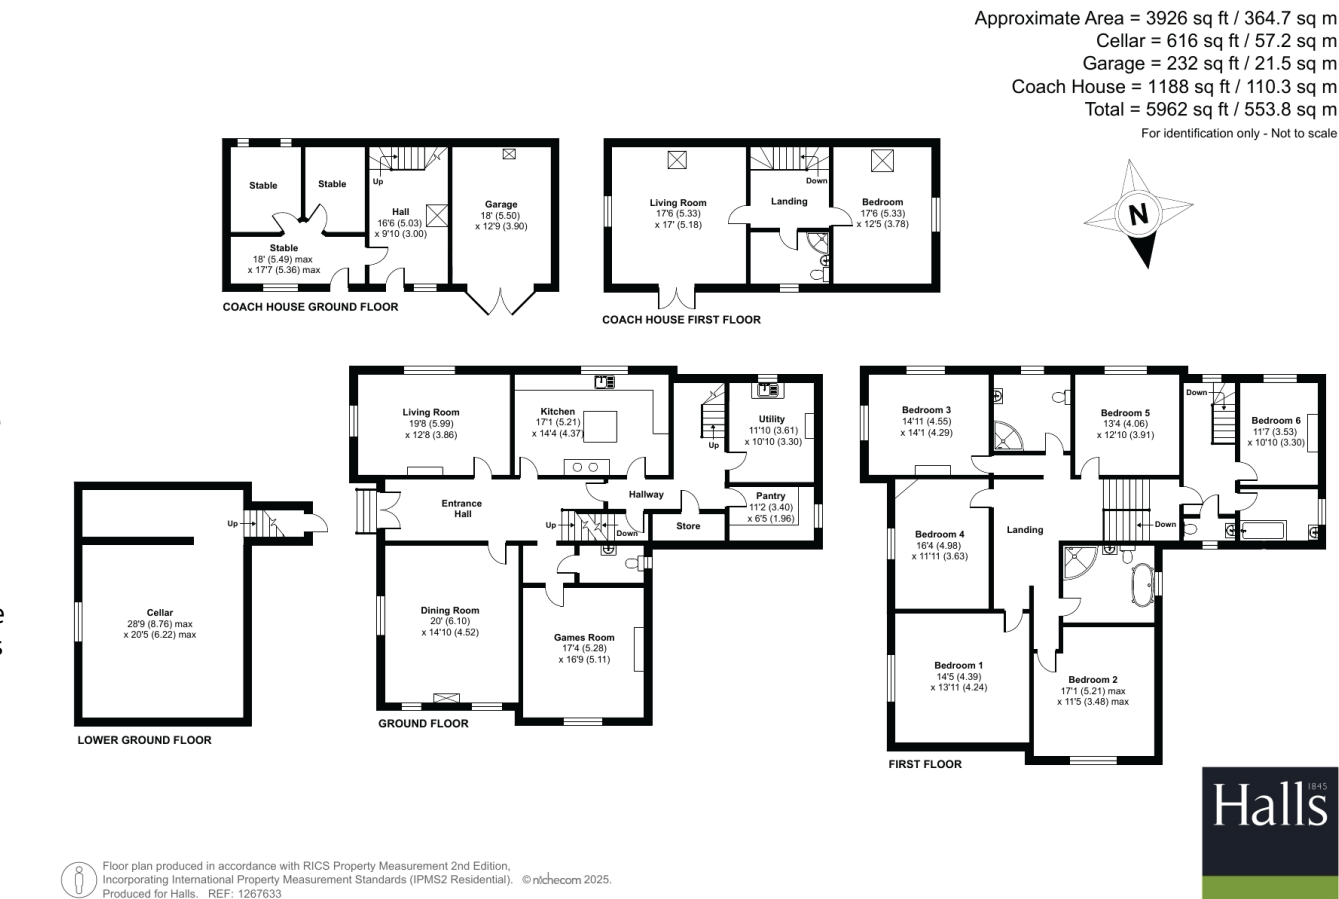 Approximate Area = 3926 sq ft / 364.7 sq m
Cellar = 616 sq ft / 57.2 sq m
Garage = 232 sq ft / 21.5 sq m
Coach House = 1188 sq ft / 110.3 sq m
Total = 5962 sq ft / 553.8 sq m
For identification only - Not to scale
N
Stable
Stable
Up
Hall
16'6 (5.03)
x 9'10 (3.00)
Garage
18' (5.50)
x 12'9 (3.90)
Stable
18' (5.49) max
x 17'7 (5.36) max
COACH HOUSE GROUND FLOOR
Living Room
17'6 (5.33)
x 17' (5.18)
Down
Landing
Bedroom
17'6 (5.33)
x 12'5 (3.78)
COACH HOUSE FIRST FLOOR
Up
Cellar
28'9 (8.76) max
x 20'5 (6.22) max
LOWER GROUND FLOOR
Living Room
19'8 (5.99)
x 12'8 (3.86)
Kitchen
17'1 (5.21)
x 14'4 (4.37)
Up
Utility
11'10 (3.61)
x 10'10 (3.30)
Entrance
Hall
Hallway
Pantry
11'2 (3.40)
x 6'5 (1.96)
Up
Down
Store
Dining Room
20' (6.10)
x 14'10 (4.52)
Games Room
17'4 (5.28)
x 16'9 (5.11)
GROUND FLOOR
Bedroom 3
14'11 (4.55)
x 14'1 (4.29)
Bedroom 5
13'4 (4.06)
x 12'10 (3.91)
Down
Bedroom 6
11'7 (3.53)
x 10'10 (3.30)
Landing
Down
Bedroom 4
16'4 (4.98)
x 11'11 (3.63)
Bedroom 1
14'5 (4.39)
x 13'11 (4.24)
Bedroom 2
17'1 (5.21) max
x 11'5 (3.48) max
FIRST FLOOR
Halls
1845
Floor plan produced in accordance with RICS Property Measurement 2nd Edition,
Incorporating International Property Measurement Standards (IPMS2 Residential). © nichecom 2025.
Produced for Halls. REF: 1267633